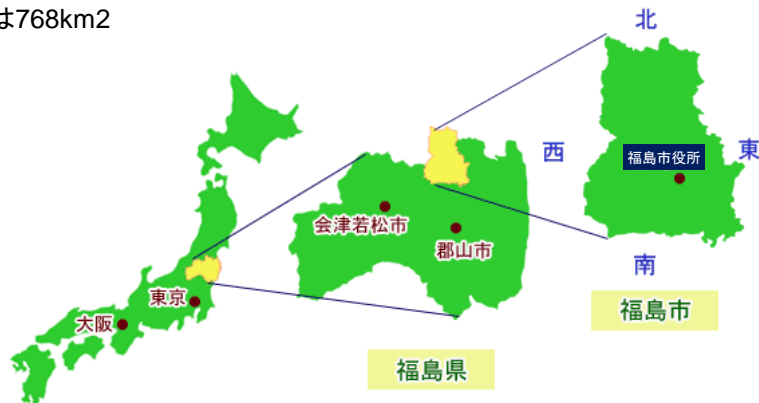 は768km2
北
西
福島市役所
東
会津若松市
郡山市
南
東京
大阪
福島市
福島県